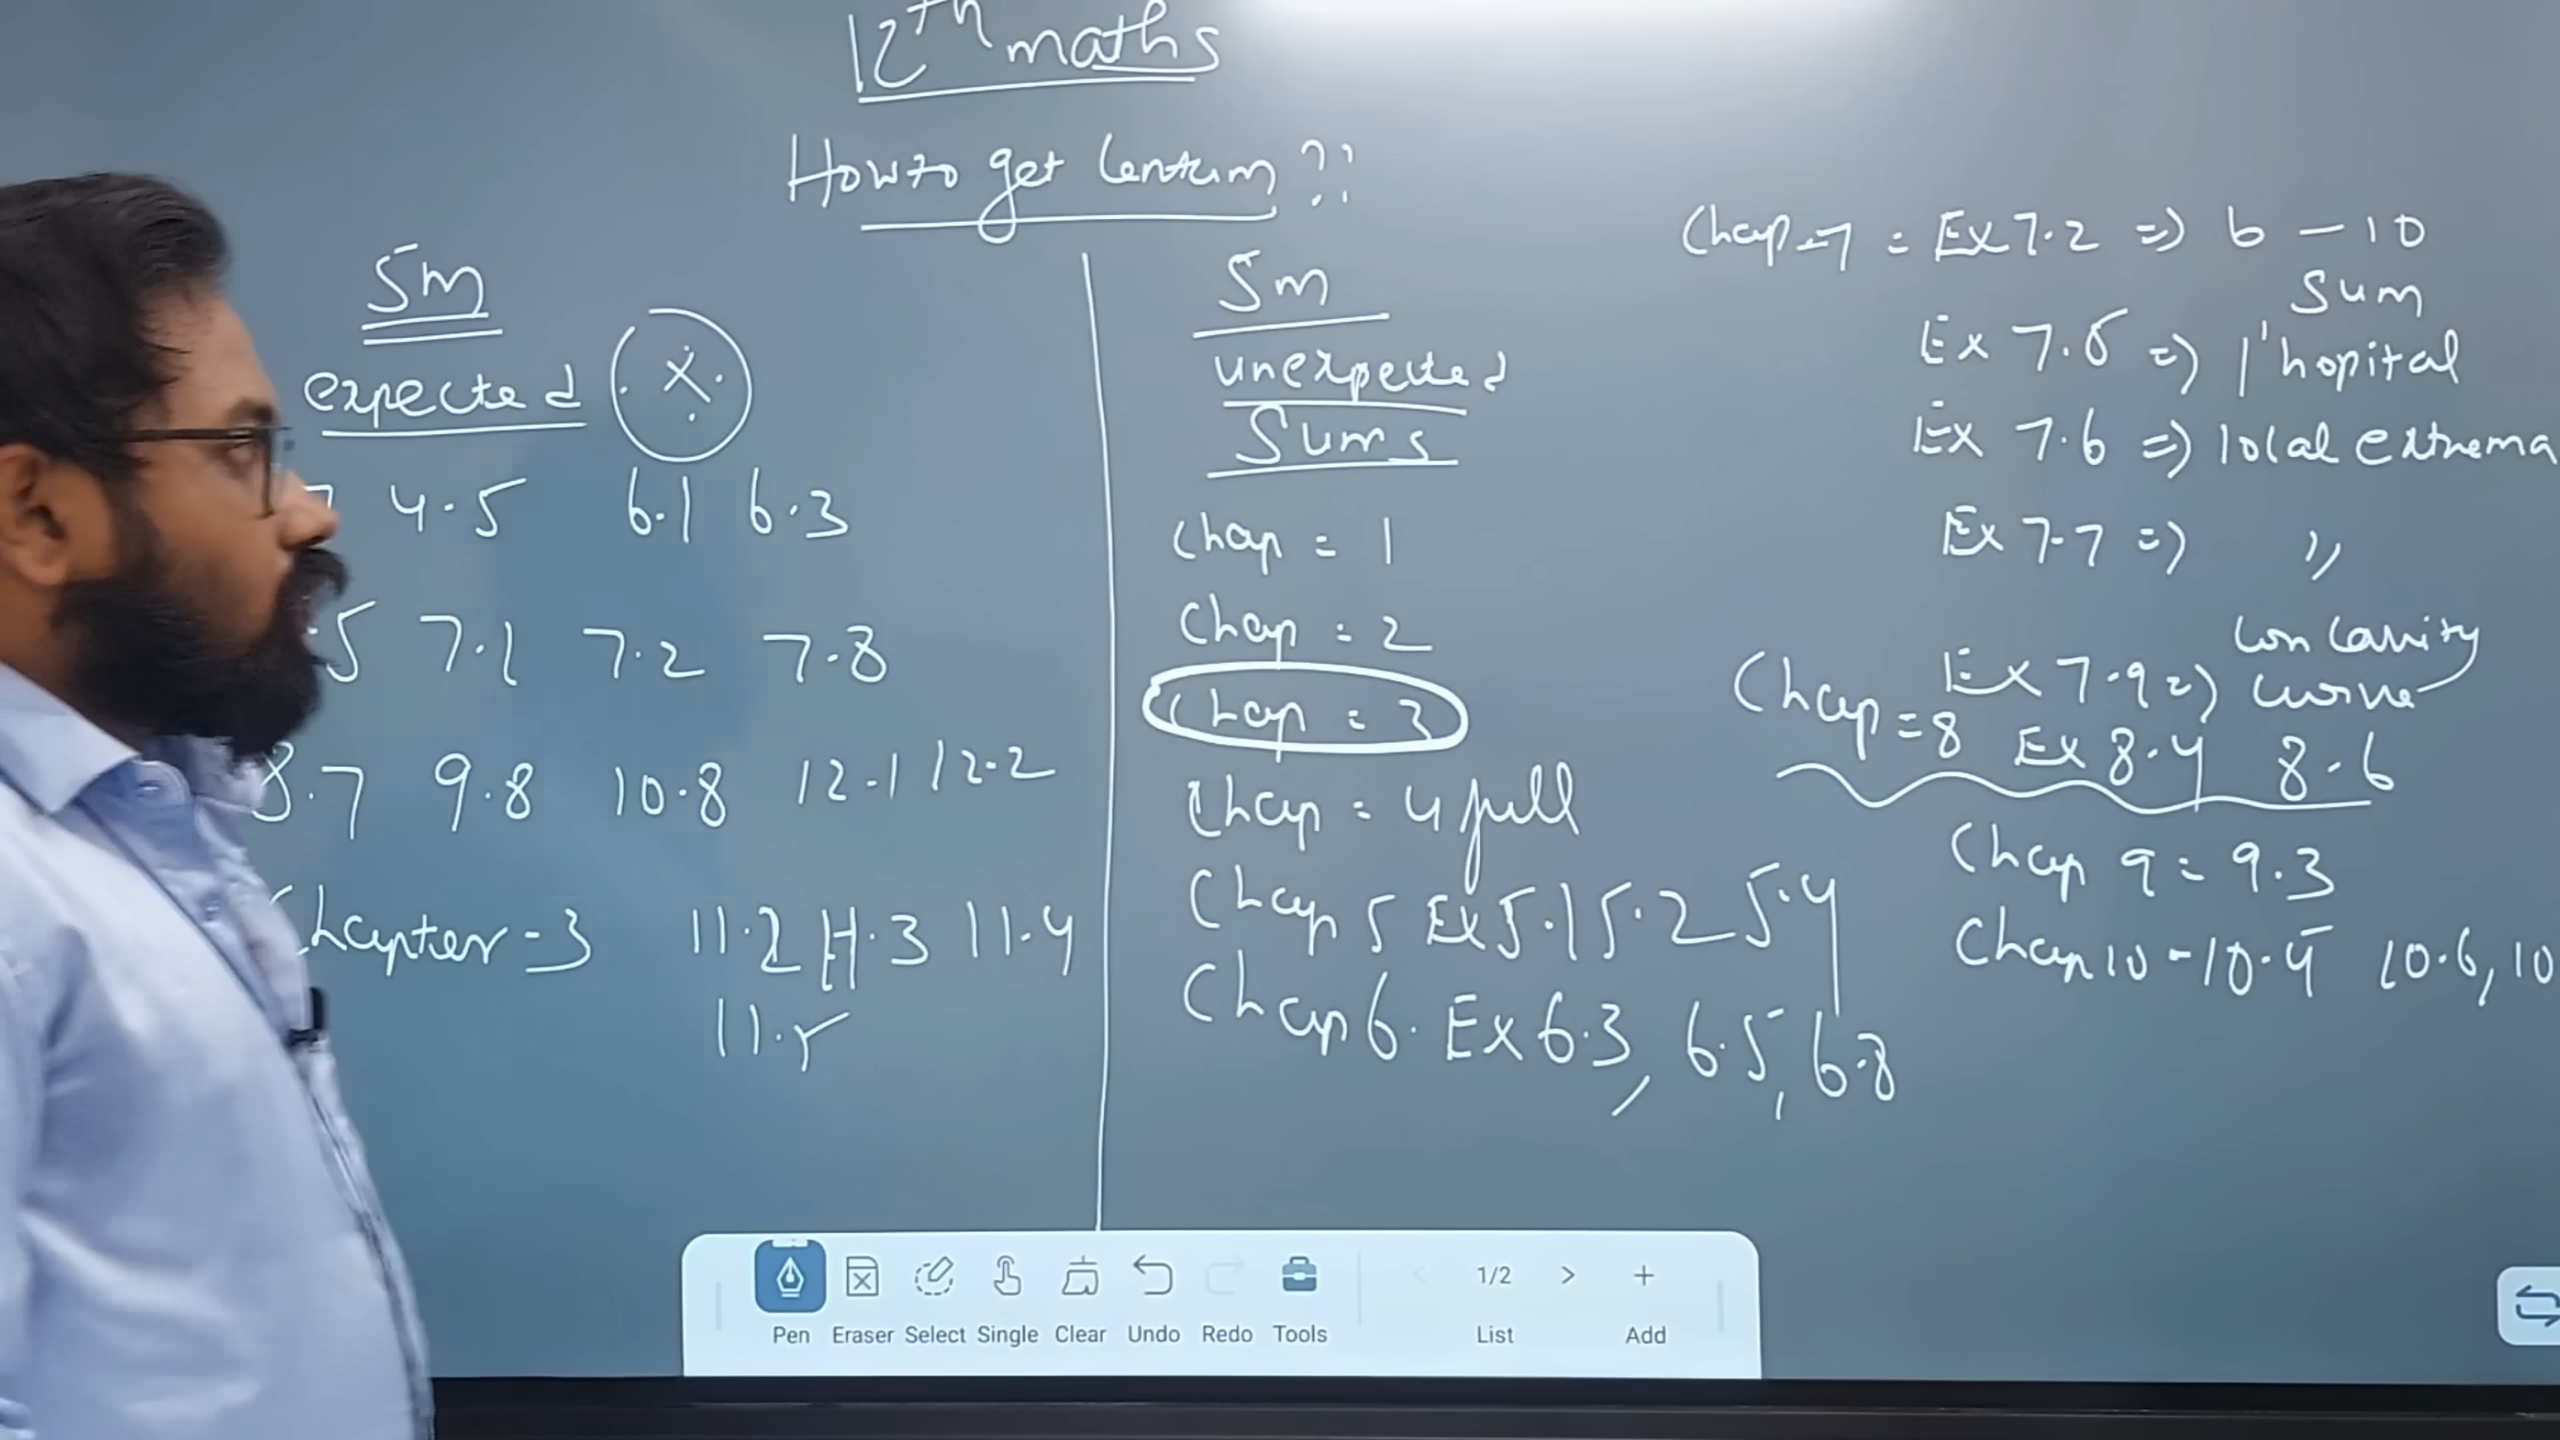 12th maths
How to get Centum ??
5m
expected X
4.5 6.1 6.3
.5 7.1 7.2 7.8
8.7 9.8 10.8 12.1 12.2
Chapter - 3 11.2 11.3 11.4
11.5
5m
unexpected
Sums
Chap = 1
Chap = 2
Chap = 3
Chap = 4 full
Chap 5 Ex 5.1 5.2 5.4
Chap 6. Ex 6.3, 6.5, 6.8
Chap-7 = Ex 7.2 => 6 - 10
Sum
Ex 7.5 => l'hopital
Ex 7.6 => local extrema
Ex 7.7 => "
Ex 7.9 => Concavity
curve
Chap = 8 Ex 8.4 8.6
Chap 9 = 9.3
Chap 10 - 10.5 10.6, 10
Pen Eraser Select Single Clear Undo Redo Tools
1/2
List
Add